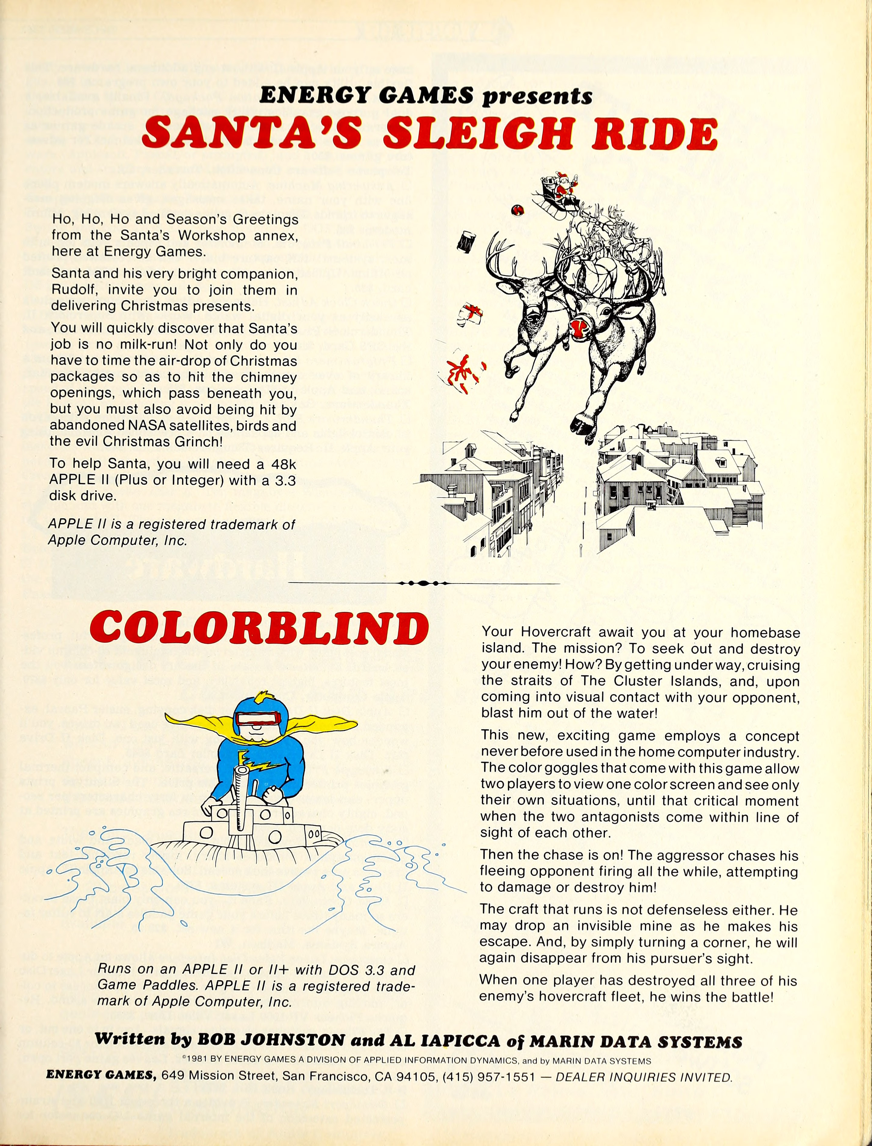 ENERGY GAMES presents
SANTA'S SLEIGH RIDE
Ho, Ho, Ho and Season's Greetings
from the Santa's Workshop annex,
here at Energy Games.
Santa and his very bright companion,
Rudolf, invite you to join them in
delivering Christmas presents.
You will quickly discover that Santa's
job is no milk-run! Not only do you
have to time the air-drop of Christmas
packages so as to hit the chimney
openings, which pass beneath you,
but you must also avoid being hit by
abandoned NASA satellites, birds and
the evil Christmas Grinch!
To help Santa, you will need a 48k
APPLE II (Plus or Integer) with a 3.3
disk drive.
APPLE II is a registered trademark of
Apple Computer, Inc.
COLORBLIND
Runs on an APPLE II or II+ with DOS 3.3 and
Game Paddles. APPLE II is a registered trade-
mark of Apple Computer, Inc.
Your Hovercraft await you at your homebase
island. The mission? To seek out and destroy
your enemy! How? By getting under way, cruising
the straits of The Cluster Islands, and, upon
coming into visual contact with your opponent,
blast him out of the water!
This new, exciting game employs a concept
never before used in the home computer industry.
The color goggles that come with this game allow
two players to view one color screen and see only
their own situations, until that critical moment
when the two antagonists come within line of
sight of each other.
Then the chase is on! The aggressor chases his
fleeing opponent firing all the while, attempting
to damage or destroy him!
The craft that runs is not defenseless either. He
may drop an invisible mine as he makes his
escape. And, by simply turning a corner, he will
again disappear from his pursuer's sight.
When one player has destroyed all three of his
enemy's hovercraft fleet, he wins the battle!
Written by BOB JOHNSTON and AL IAPICCA of MARIN DATA SYSTEMS
©1981 BY ENERGY GAMES A DIVISION OF APPLIED INFORMATION DYNAMICS, and by MARIN DATA SYSTEMS
ENERGY GAMES, 649 Mission Street, San Francisco, CA 94105, (415) 957-1551 — DEALER INQUIRIES INVITED.